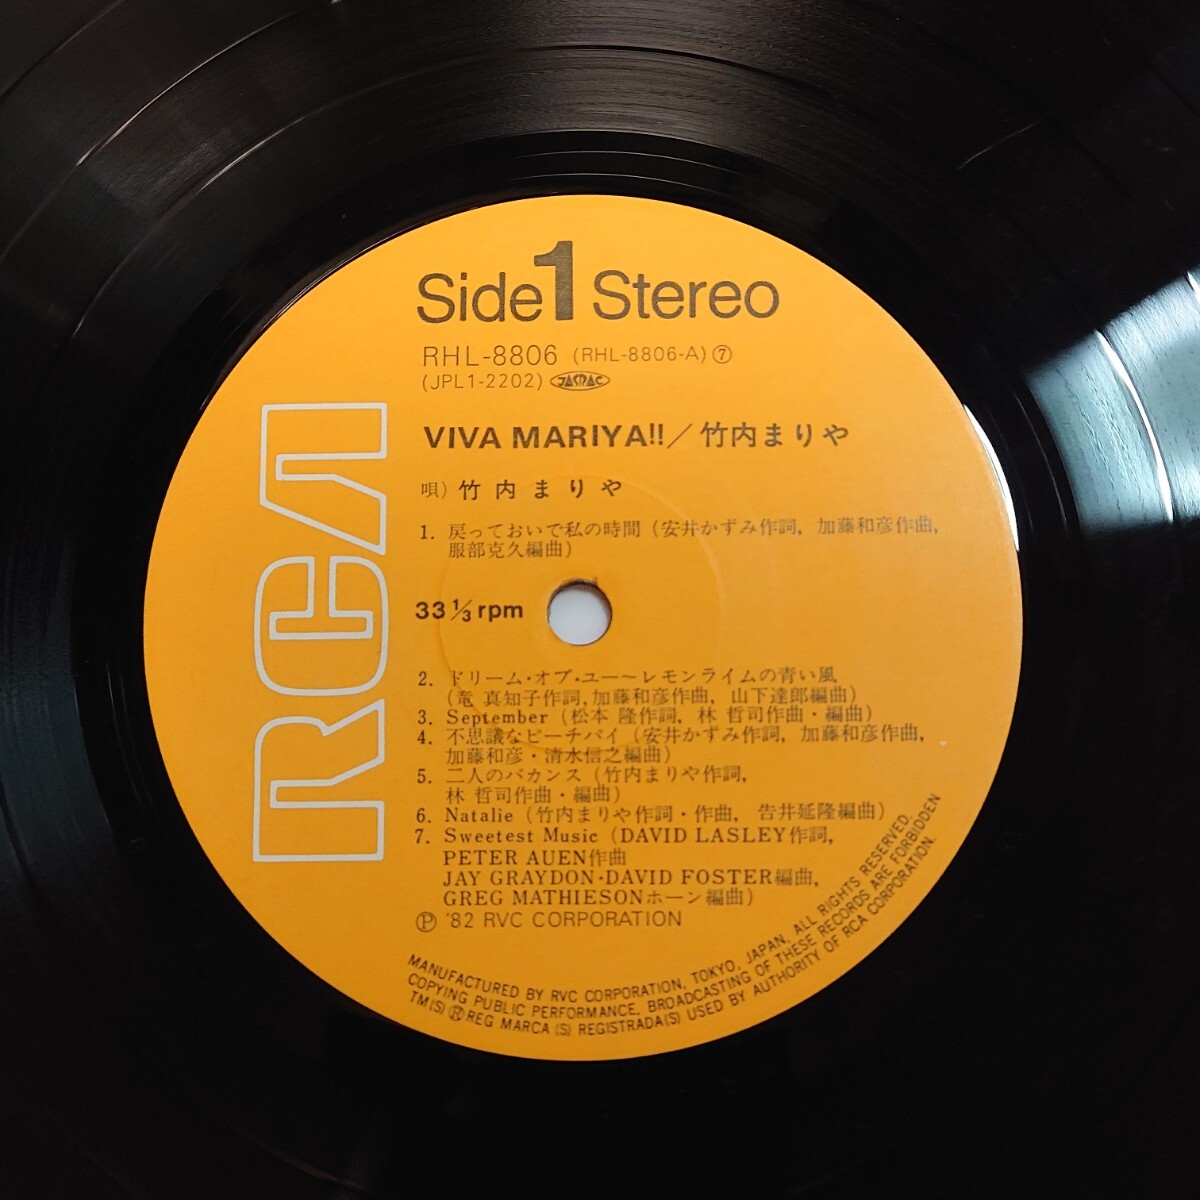 Side 1 Stereo
RHL-8806 (RHL-8806-A) ⑦
(JPL1-2202) JASRAC
VIVA MARIYA!!／竹内まりや
唄) 竹内まりや
1. 戻っておいで私の時間 (安井かずみ作詞, 加藤和彦作曲,
服部克久編曲)
33 1/3 rpm
2. ドリーム・オブ・ユー〜レモンライムの青い風
(竜 真知子作詞, 加藤和彦作曲, 山下達郎編曲)
3. September (松本 隆作詞, 林 哲司作曲・編曲)
4. 不思議なピーチパイ (安井かずみ作詞, 加藤和彦作曲,
加藤和彦・清水信之編曲)
5. 二人のバカンス (竹内まりや作詞,
林 哲司作曲・編曲)
6. Natalie (竹内まりや作詞・作曲, 告井延隆編曲)
7. Sweetest Music (DAVID LASLEY作詞,
PETER AUEN作曲
JAY GRAYDON・DAVID FOSTER編曲,
GREG MATHIESONホーン編曲)
Ⓟ '82 RVC CORPORATION
MANUFACTURED BY RVC CORPORATION, TOKYO, JAPAN, ALL RIGHTS RESERVED.
COPYING PUBLIC PERFORMANCE, BROADCASTING OF THESE RECORDS ARE FORBIDDEN
TM(S) ® REG MARCA (S) REGISTRADA(S) USED BY AUTHORITY OF RCA CORPORATION.
RCA